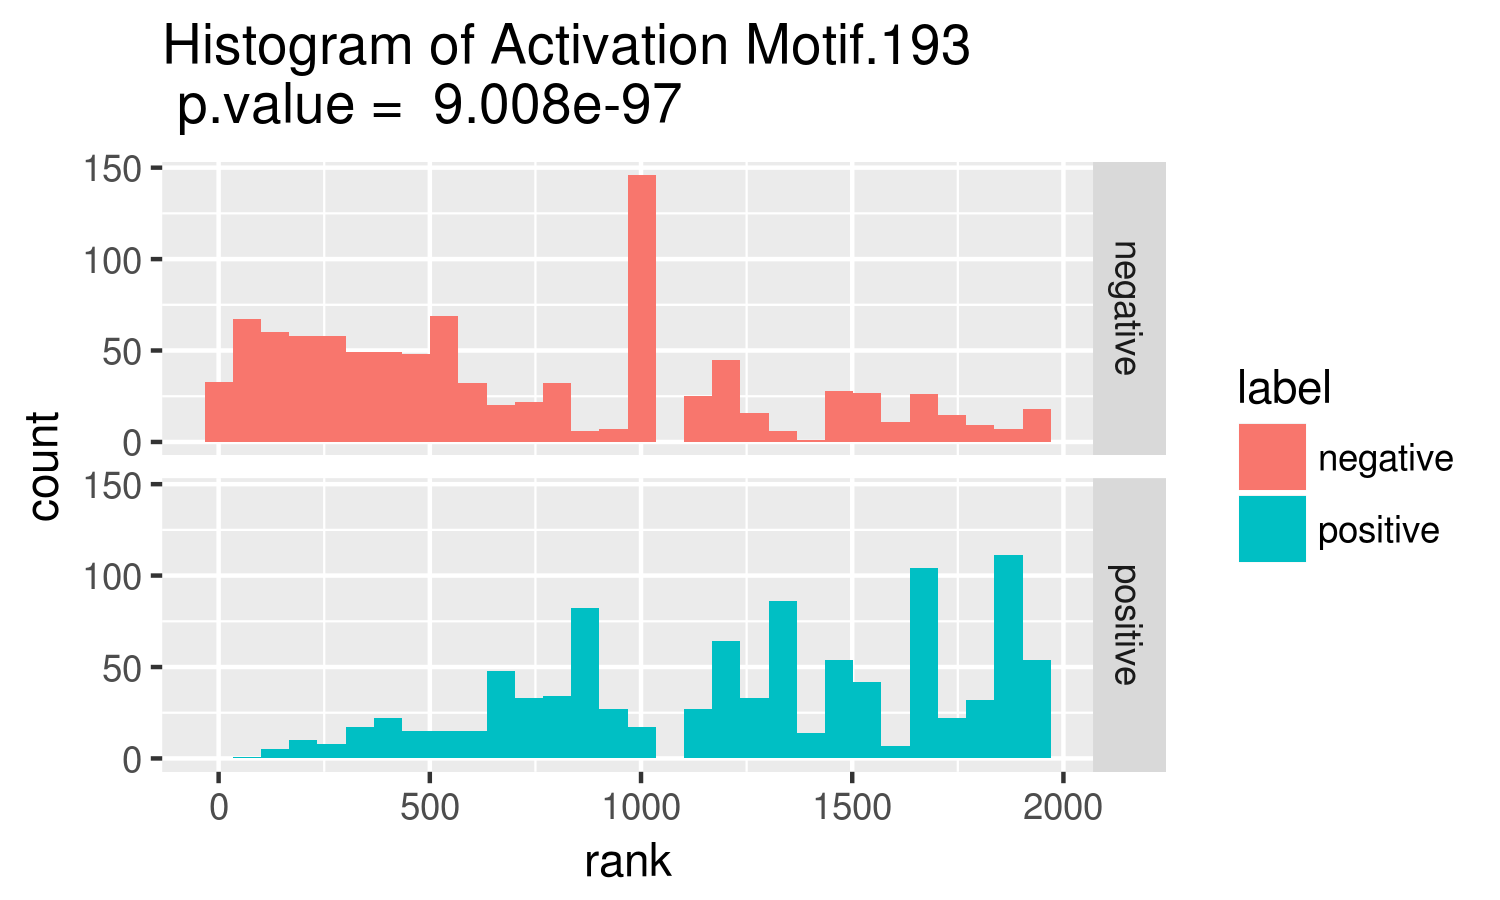 Histogram of Activation Motif.193
p.value = 9.008e-97
150
100
50
0
negative
150
100
50
0
positive
count
0 500 1000 1500 2000
rank
label
negative
positive